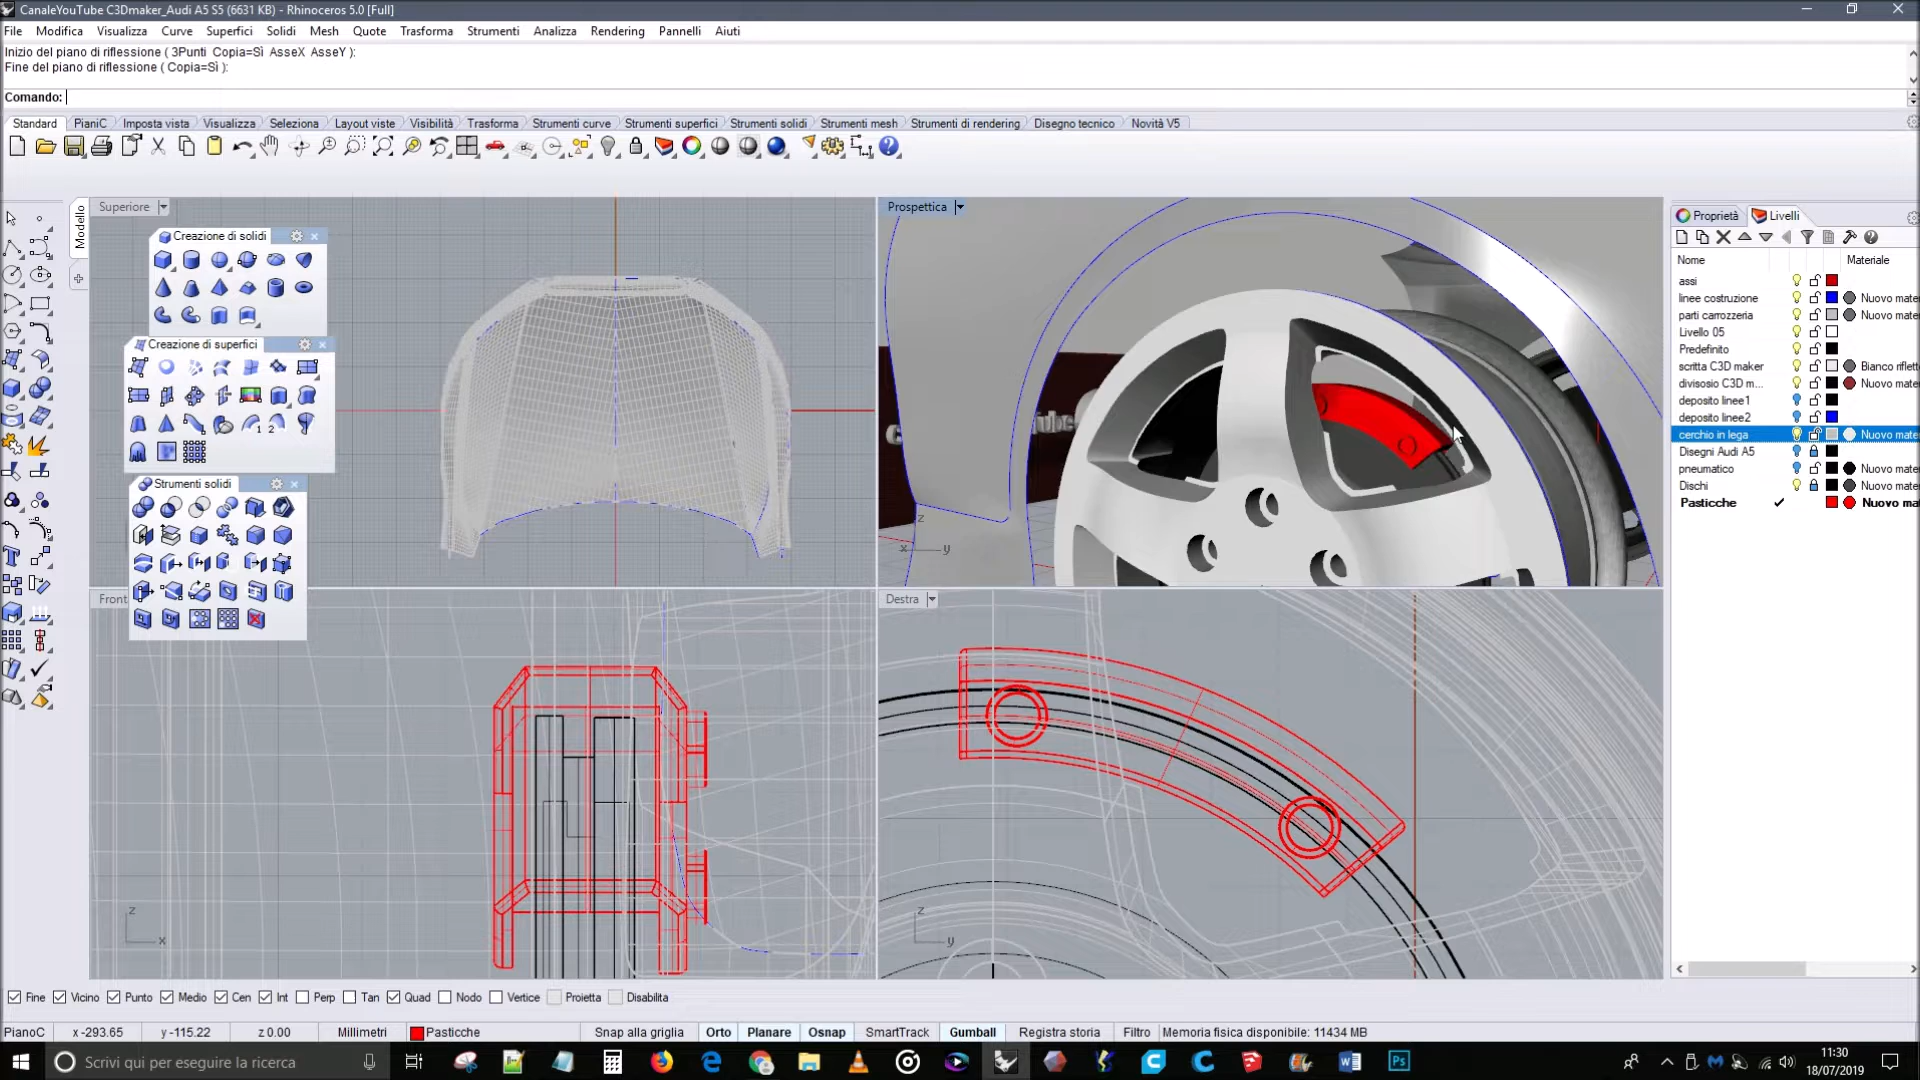 CanaleYouTube C3Dmaker_Audi A5 S5 (6631 KB) - Rhinoceros 5.0 [Full]
File Modifica Visualizza Curve Superfici Solidi Mesh Quote Trasforma Strumenti Analizza Rendering Pannelli Aiuti
Inizio del piano di riflessione ( 3Punti Copia=Sì AsseX AsseY ):
Fine del piano di riflessione ( Copia=Sì ):
Comando:
Standard PianiC Imposta vista Visualizza Seleziona Layout viste Visibilità Trasforma Strumenti curve Strumenti superfici Strumenti solidi Strumenti mesh Strumenti di rendering Disegno tecnico Novità V5
Modello
Superiore
Creazione di solidi
Creazione di superfici
1 2
Strumenti solidi
Prospettica
z
x y
Front
z
x
Destra
z
y
Proprietà Livelli
Nome Materiale
assi
linee costruzione Nuovo mate
parti carrozzeria Nuovo mate
Livello 05
Predefinito
scritta C3D maker Bianco riflett
divisosio C3D m... Nuovo mate
deposito linee1
deposito linee2
cerchio in lega Nuovo mate
Disegni Audi A5
pneumatico Nuovo mate
Dischi Nuovo mate
Pasticche Nuovo mat
Fine Vicino Punto Medio Cen Int Perp Tan Quad Nodo Vertice Proietta Disabilita
PianoC x -293.65 y -115.22 z 0.00 Millimetri Pasticche Snap alla griglia Orto Planare Osnap SmartTrack Gumball Registra storia Filtro Memoria fisica disponibile: 11434 MB
Scrivi qui per eseguire la ricerca
Ps
11:30
18/07/2019